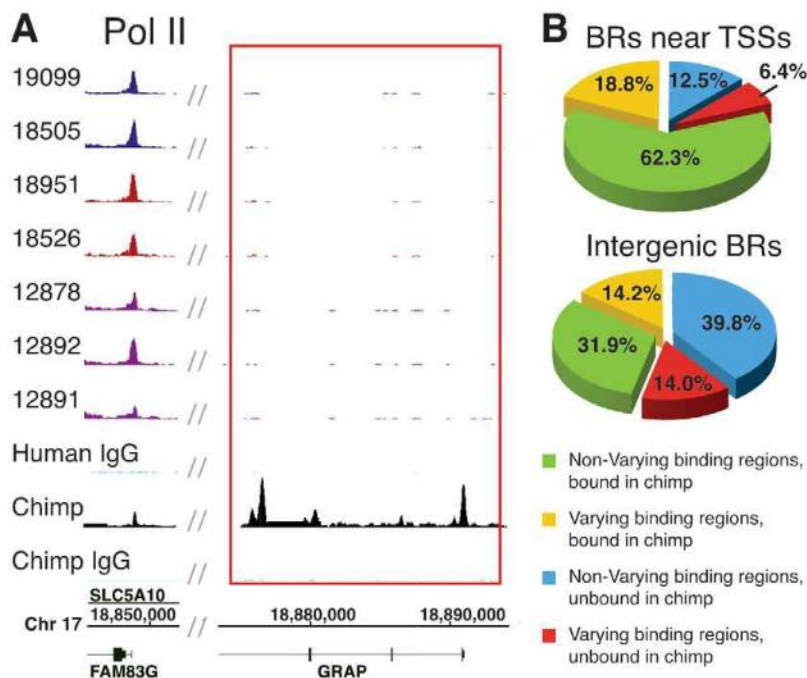 A
Pol II
19099
18505
18951
18526
12878
12892
12891
Human IgG
Chimp
Chimp IgG
SLC5A10
18,850,000
18,880,000
18,890,000
Chr 17
FAM83G
GRAP
B
BRs near TSSs
18.8%
12.5%
6.4%
62.3%
Intergenic BRs
14.2%
39.8%
31.9%
14.0%
Non-Varying binding regions,
bound in chimp
Varying binding regions,
bound in chimp
Non-Varying binding regions,
unbound in chimp
Varying binding regions,
unbound in chimp